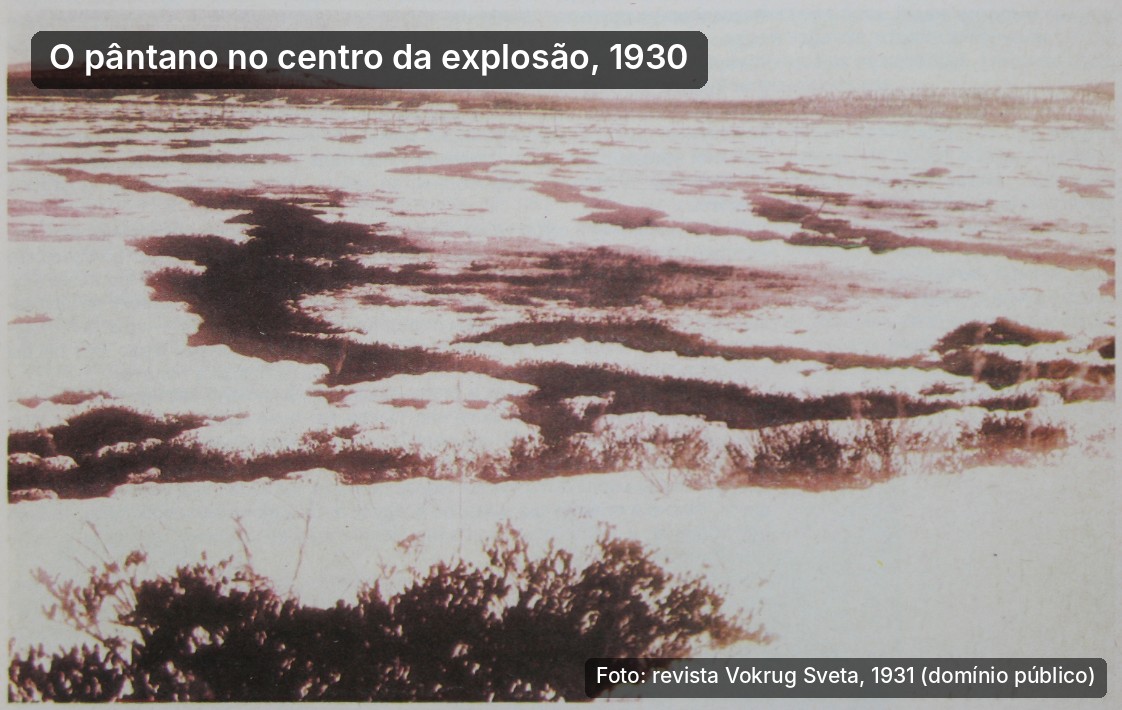 O pântano no centro da explosão, 1930
Foto: revista Vokrug Sveta, 1931 (domínio público)